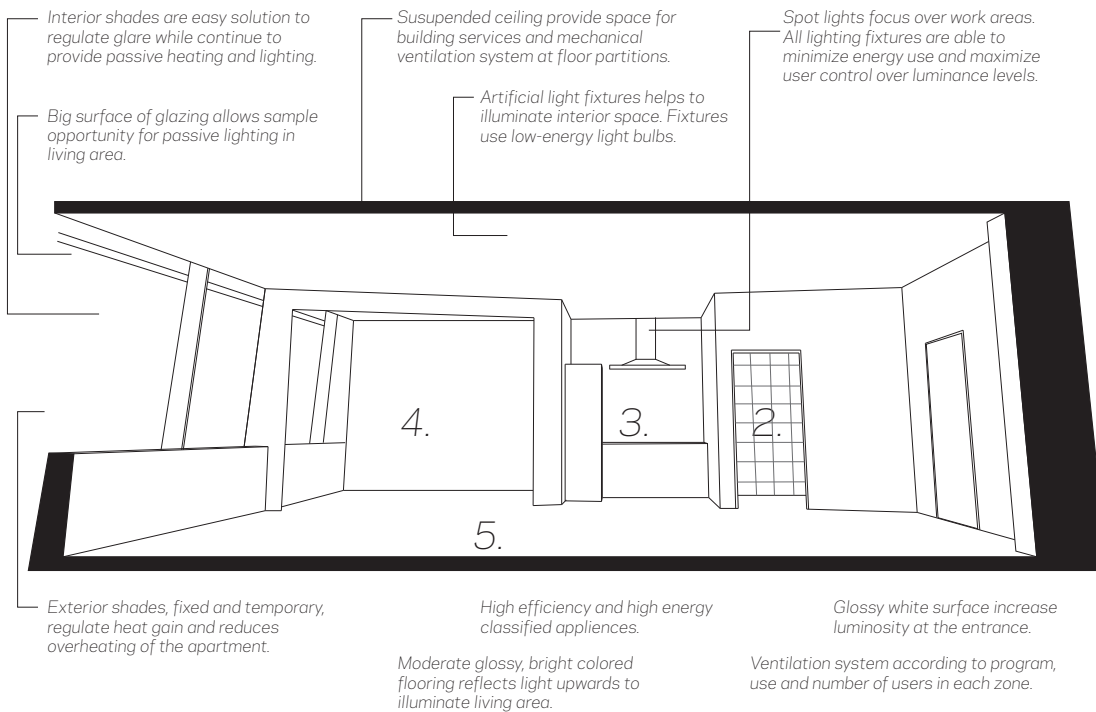 Interior shades are easy solution to
regulate glare while continue to
provide passive heating and lighting.
Susupended ceiling provide space for
building services and mechanical
ventilation system at floor partitions.
Spot lights focus over work areas.
All lighting fixtures are able to
minimize energy use and maximize
user control over luminance levels.
Big surface of glazing allows sample
opportunity for passive lighting in
living area.
Artificial light fixtures helps to
illuminate interior space. Fixtures
use low-energy light bulbs.
4.
3.
2.
5.
Exterior shades, fixed and temporary,
regulate heat gain and reduces
overheating of the apartment.
High efficiency and high energy
classified appliences.
Glossy white surface increase
luminosity at the entrance.
Moderate glossy, bright colored
flooring reflects light upwards to
illuminate living area.
Ventilation system according to program,
use and number of users in each zone.